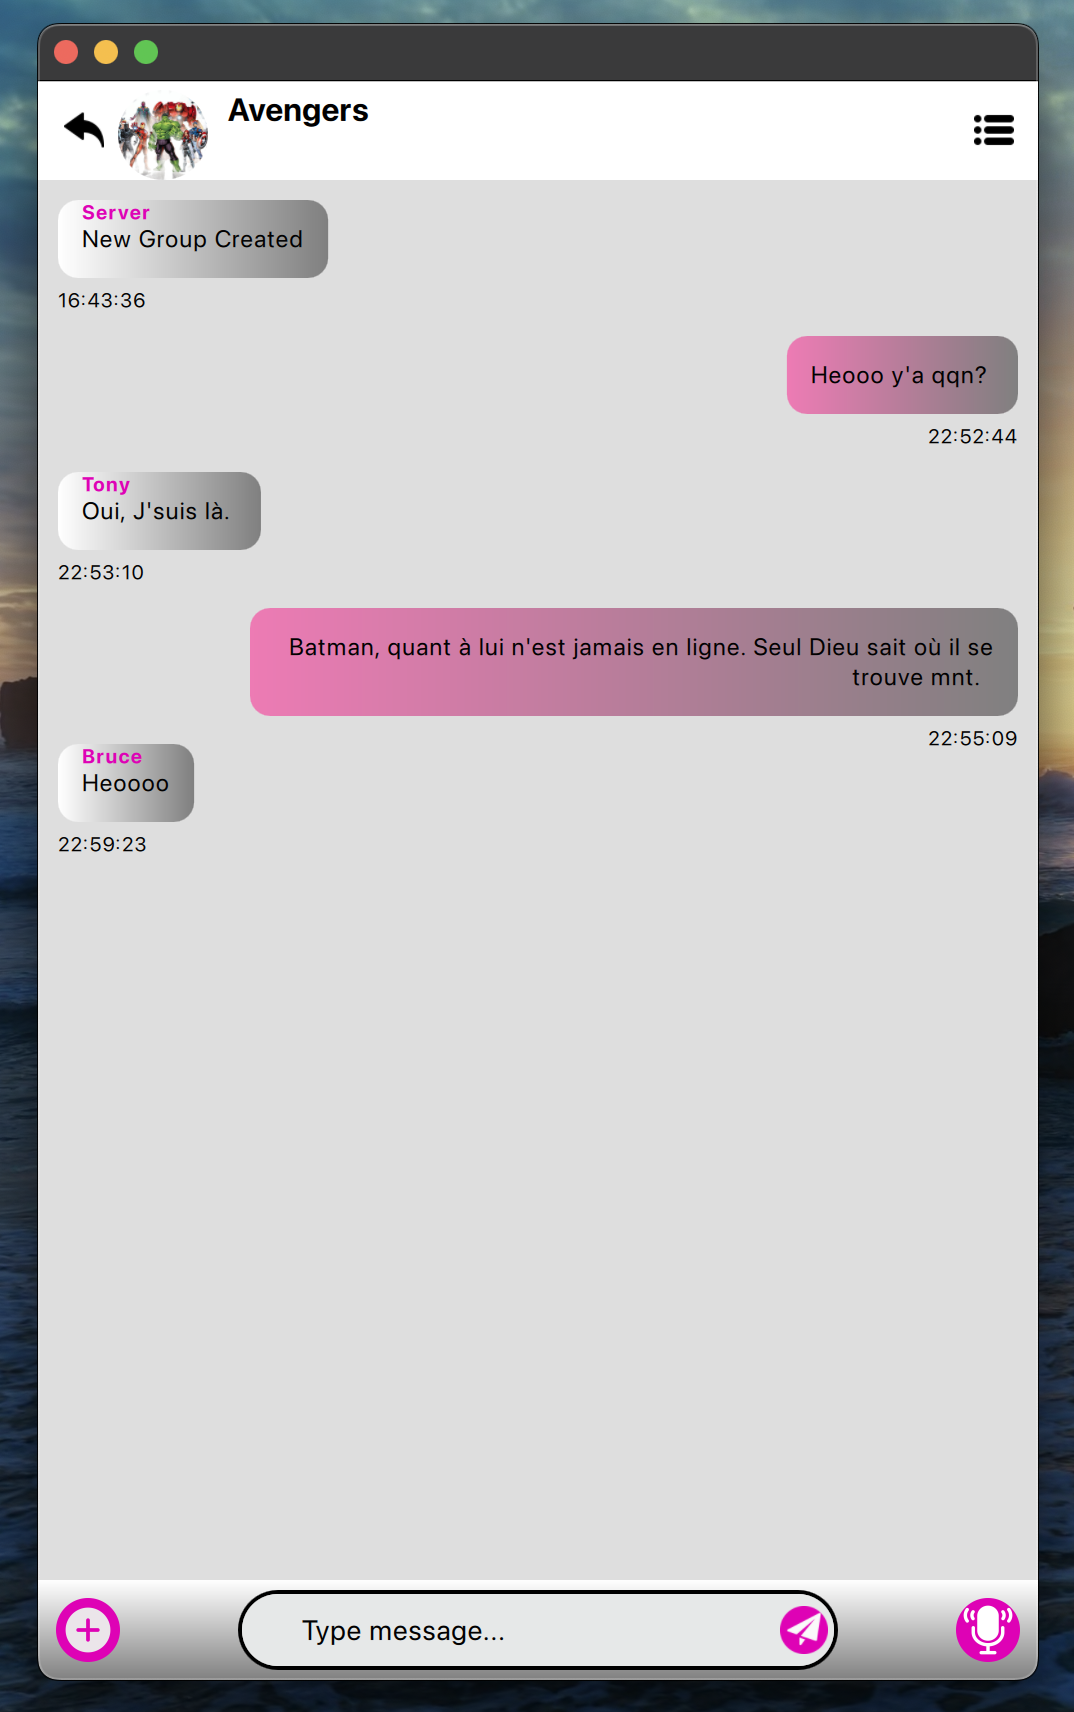 Avengers
Server
New Group Created
16:43:36
Heooo y'a qqn?
22:52:44
Tony
Oui, J'suis là.
22:53:10
Batman, quant à lui n'est jamais en ligne. Seul Dieu sait où il se
trouve mnt.
22:55:09
Bruce
Heoooo
22:59:23
Type message...